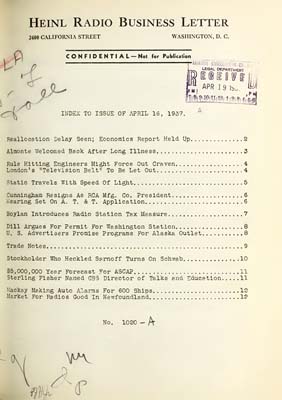 HEINL RADIO BUSINESS LETTER
2400 CALIFORNIA STREET WASHINGTON, D. C.
CONFIDENTIAL—Not for Publication
LEGAL DEPARTMENT
RECEIVED
APR 19
INDEX TO ISSUE OF APRIL 16, 1937.
Reallocation Delay Seen; Economics Report Held Up..............2
Almonte Welcomed Back After Long Illness.......................3
Rule Hitting Engineers Might Force Out Craven..................4
London's "Television Belt" To Be Let Out.......................4
Static Travels With Speed Of Light.............................5
Cunningham Resigns As RCA Mfg. Co. President...................6
Hearing Set On A. T. & T. Application..........................6
Boylan Introduces Radio Station Tax Measure....................7
Dill Argues For Permit For Washington Station..................8
U. S. Advertisers Promise Programs For Alaska Outlet...........8
Trade Notes....................................................9
Stockholder Who Heckled Sarnoff Turns On Schwab...............10
$5,000,000 Year Forecast For ASCAP............................11
Sterling Fisher Named CBS Director of Talks and Education.....11
Mackay Making Auto Alarms For 600 Ships.......................12
Market For Radios Good In Newfoundland........................12
No. 1020 - A